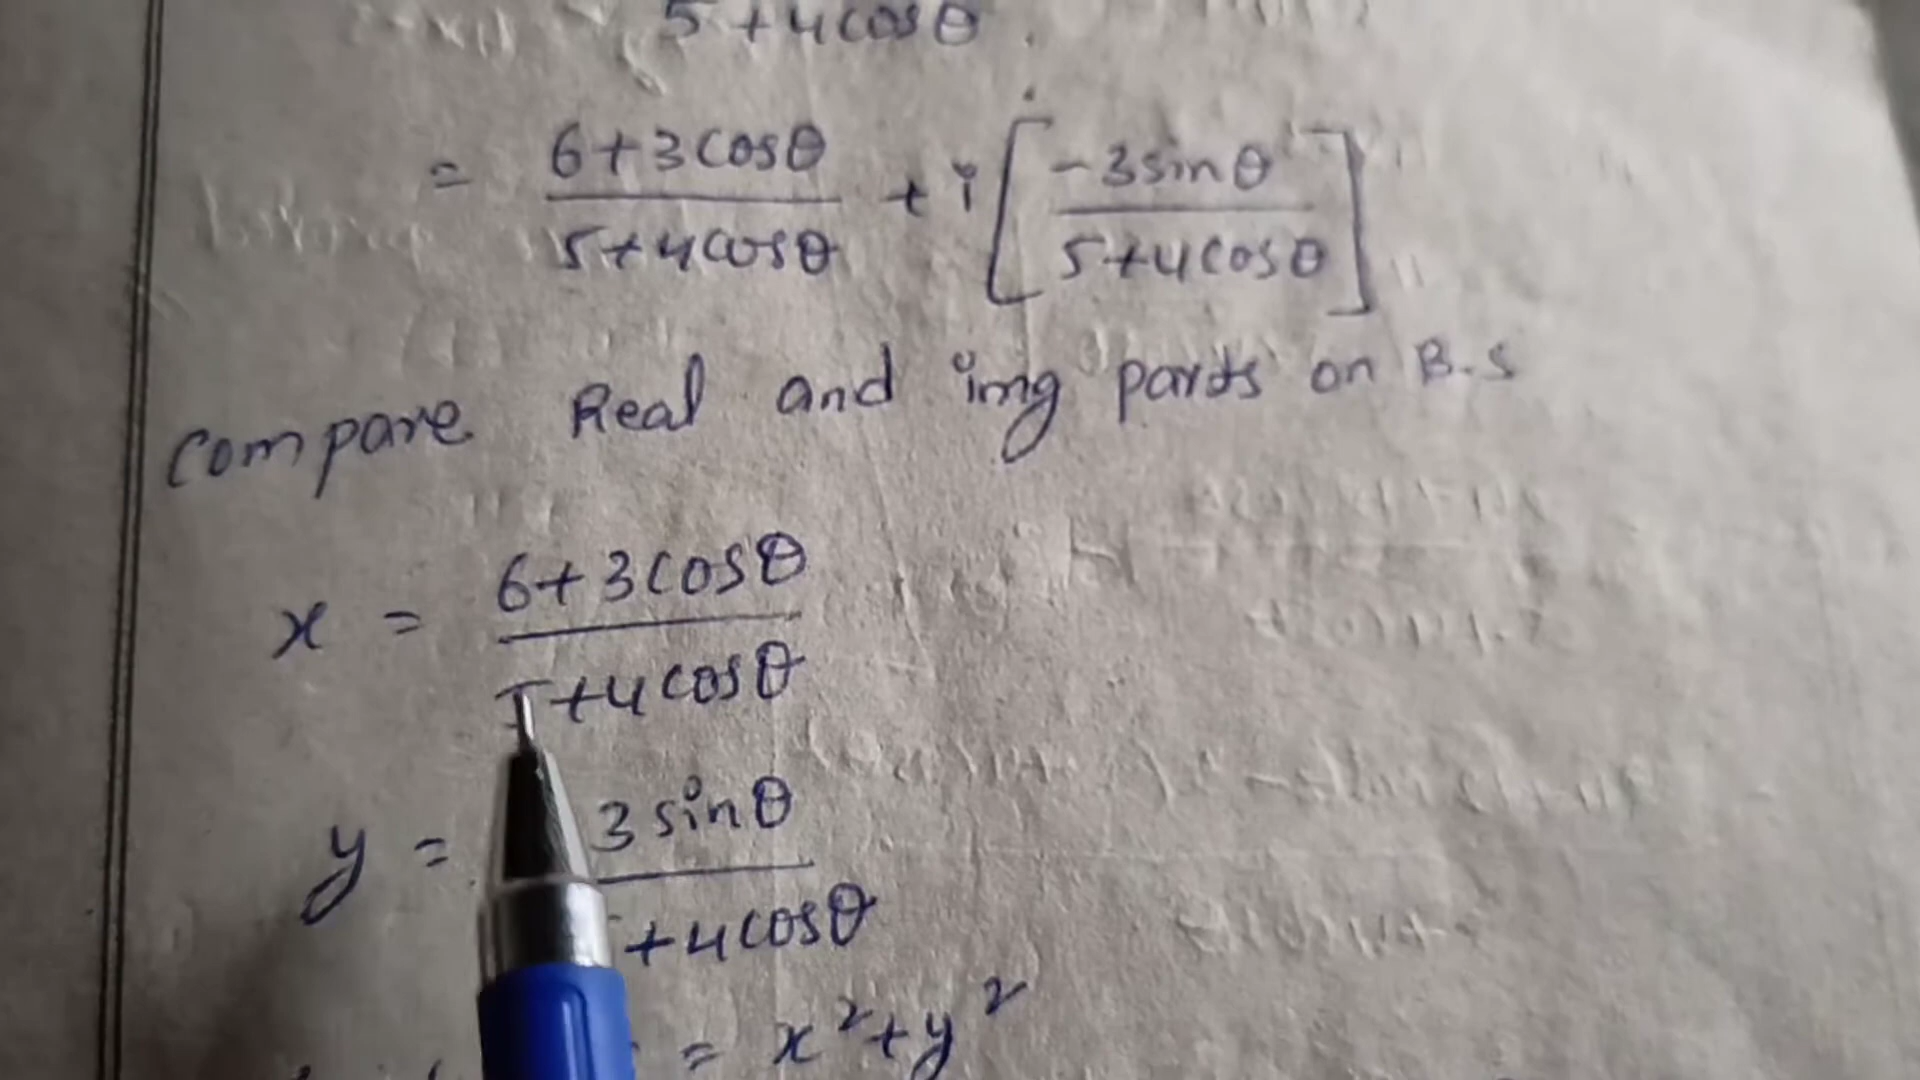 5+4cosθ
= 6+3cosθ / 5+4cosθ + i [ -3sinθ / 5+4cosθ ]
Compare Real and img parts on B.S
x = 6+3cosθ / 5+4cosθ
y = 3sinθ / +4cosθ
= x²+y²